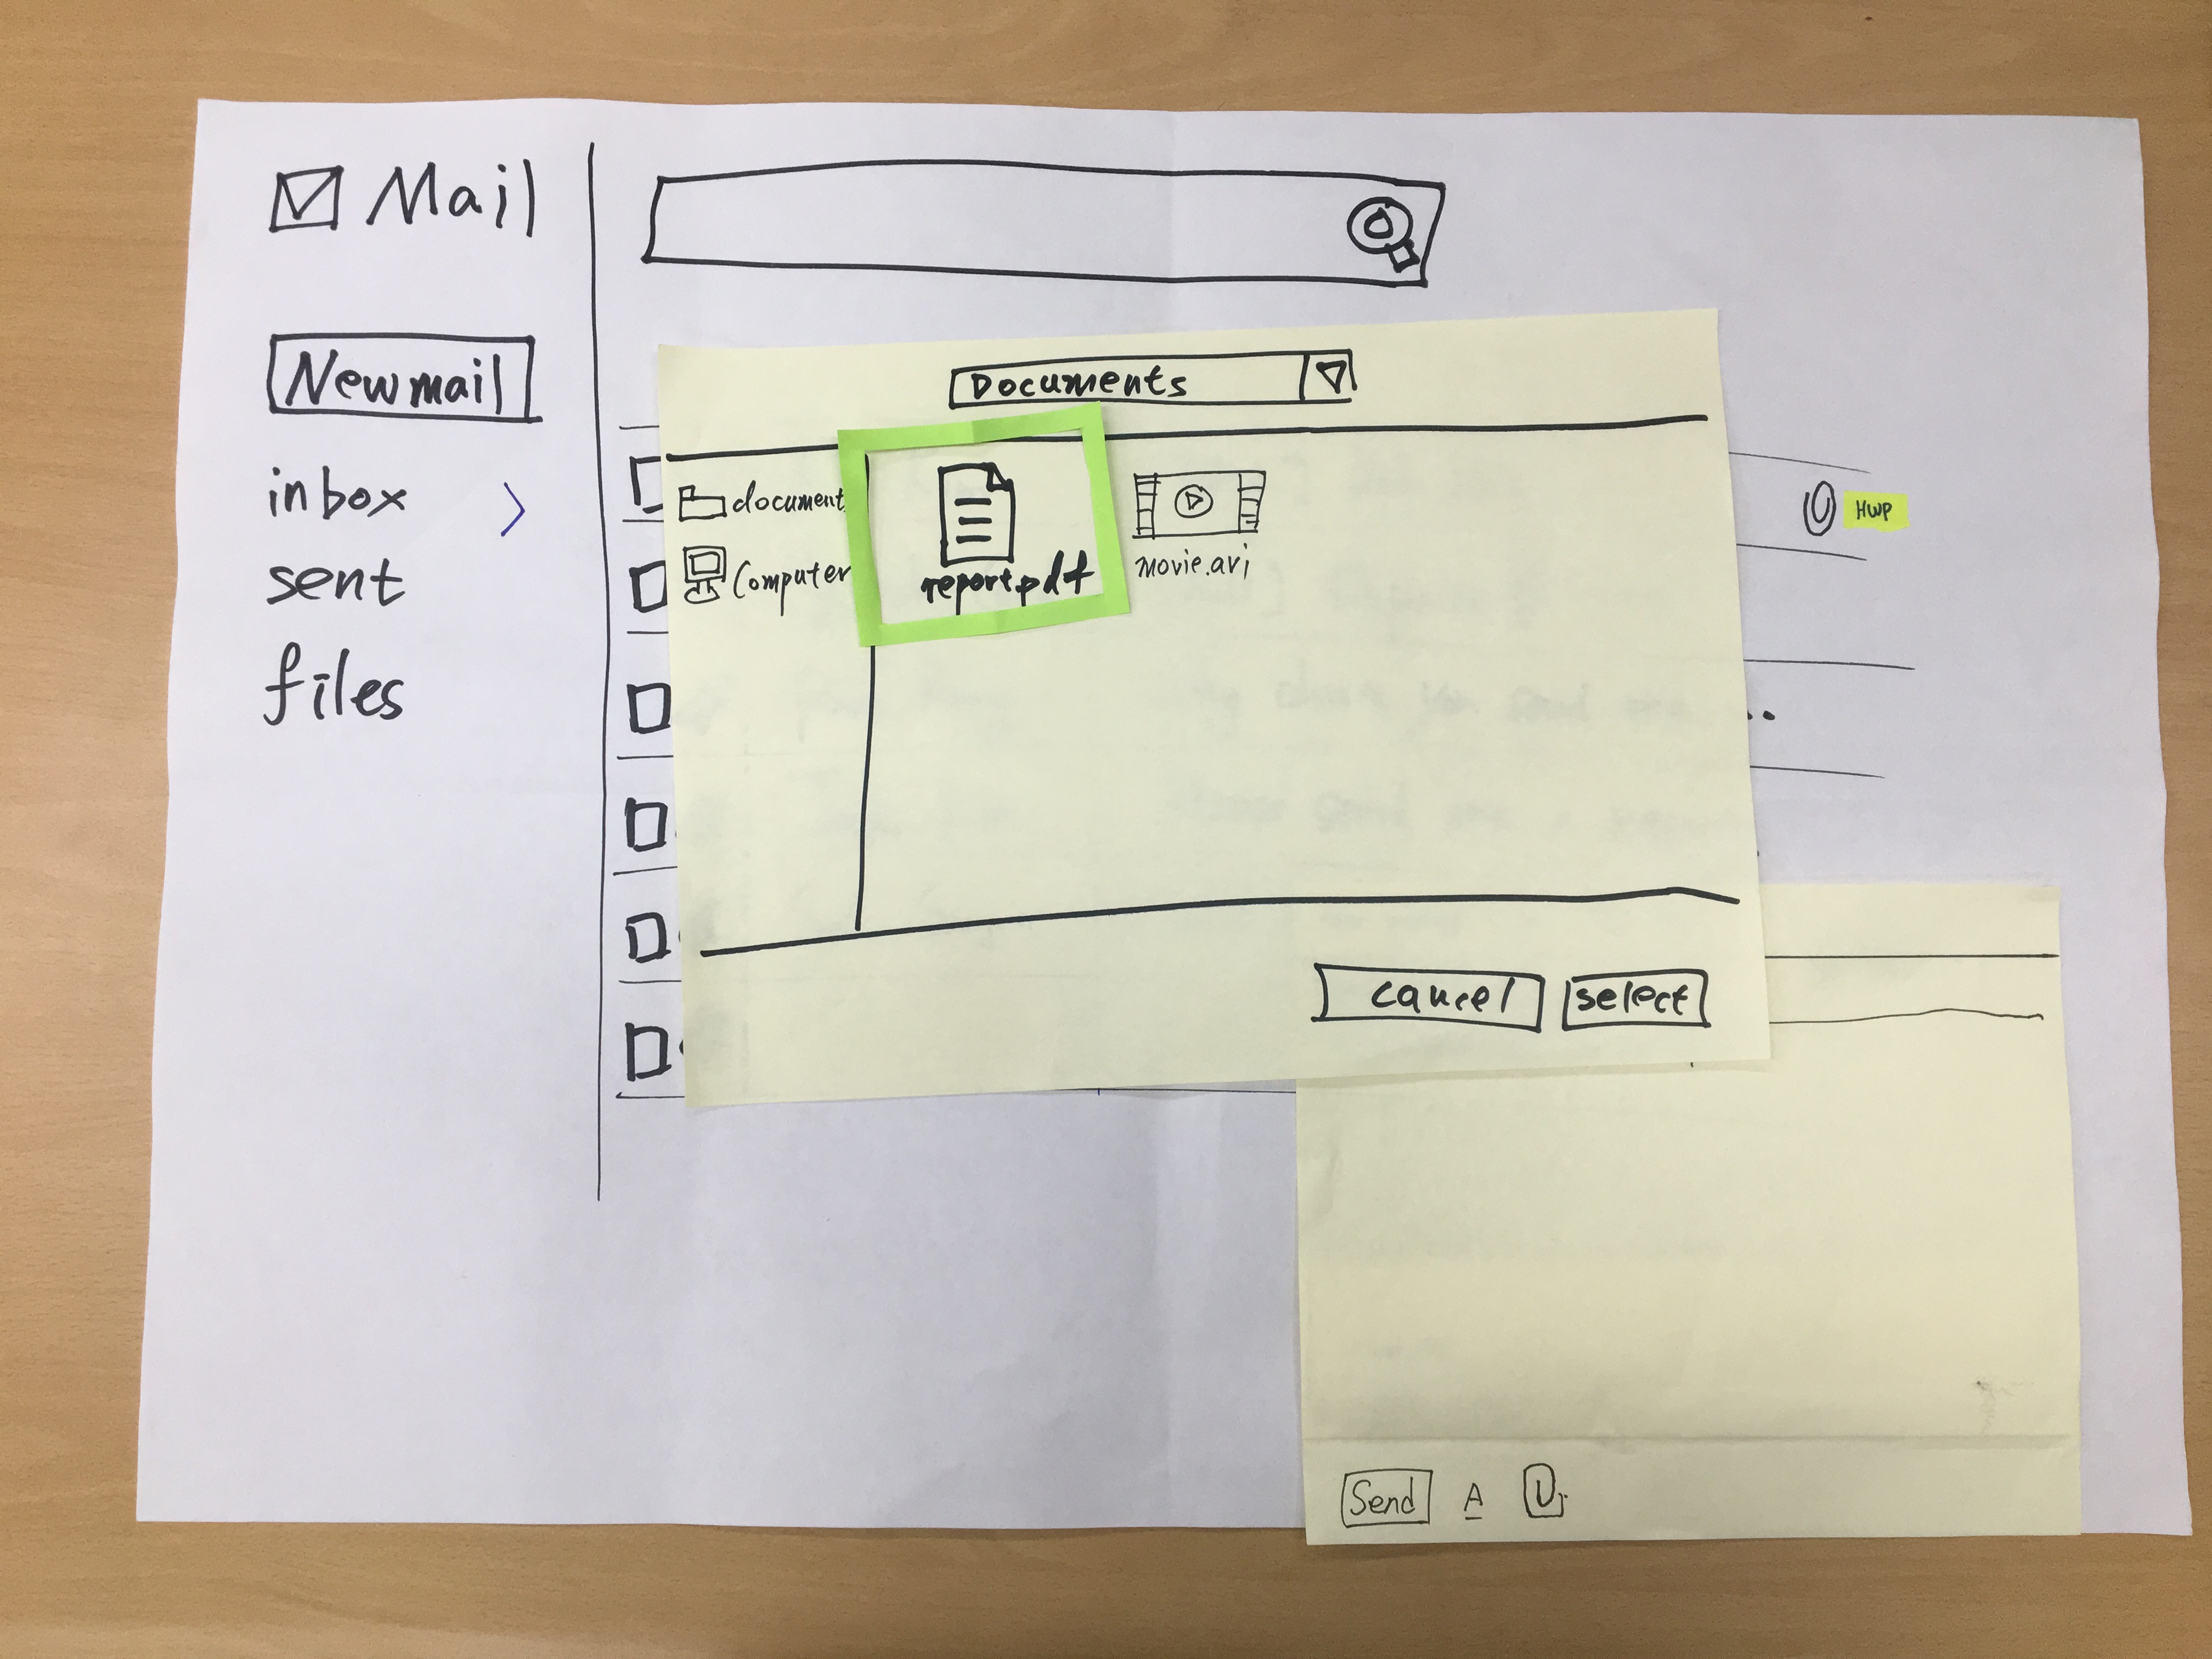 Mail
Newmail
inbox >
sent
files
Documents
document
Computer
report.pdf
movie.avi
HWP
cancel
select
Send A